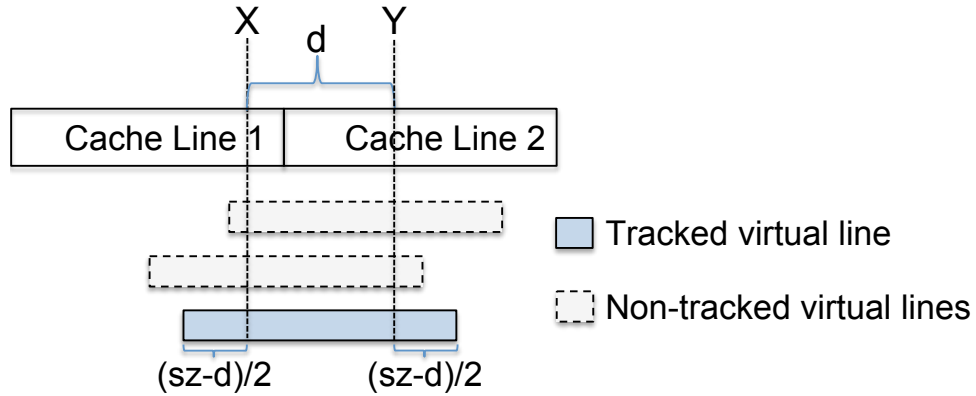 X Y
d
Cache Line 1 Cache Line 2
Tracked virtual line
Non-tracked virtual lines
(sz-d)/2 (sz-d)/2